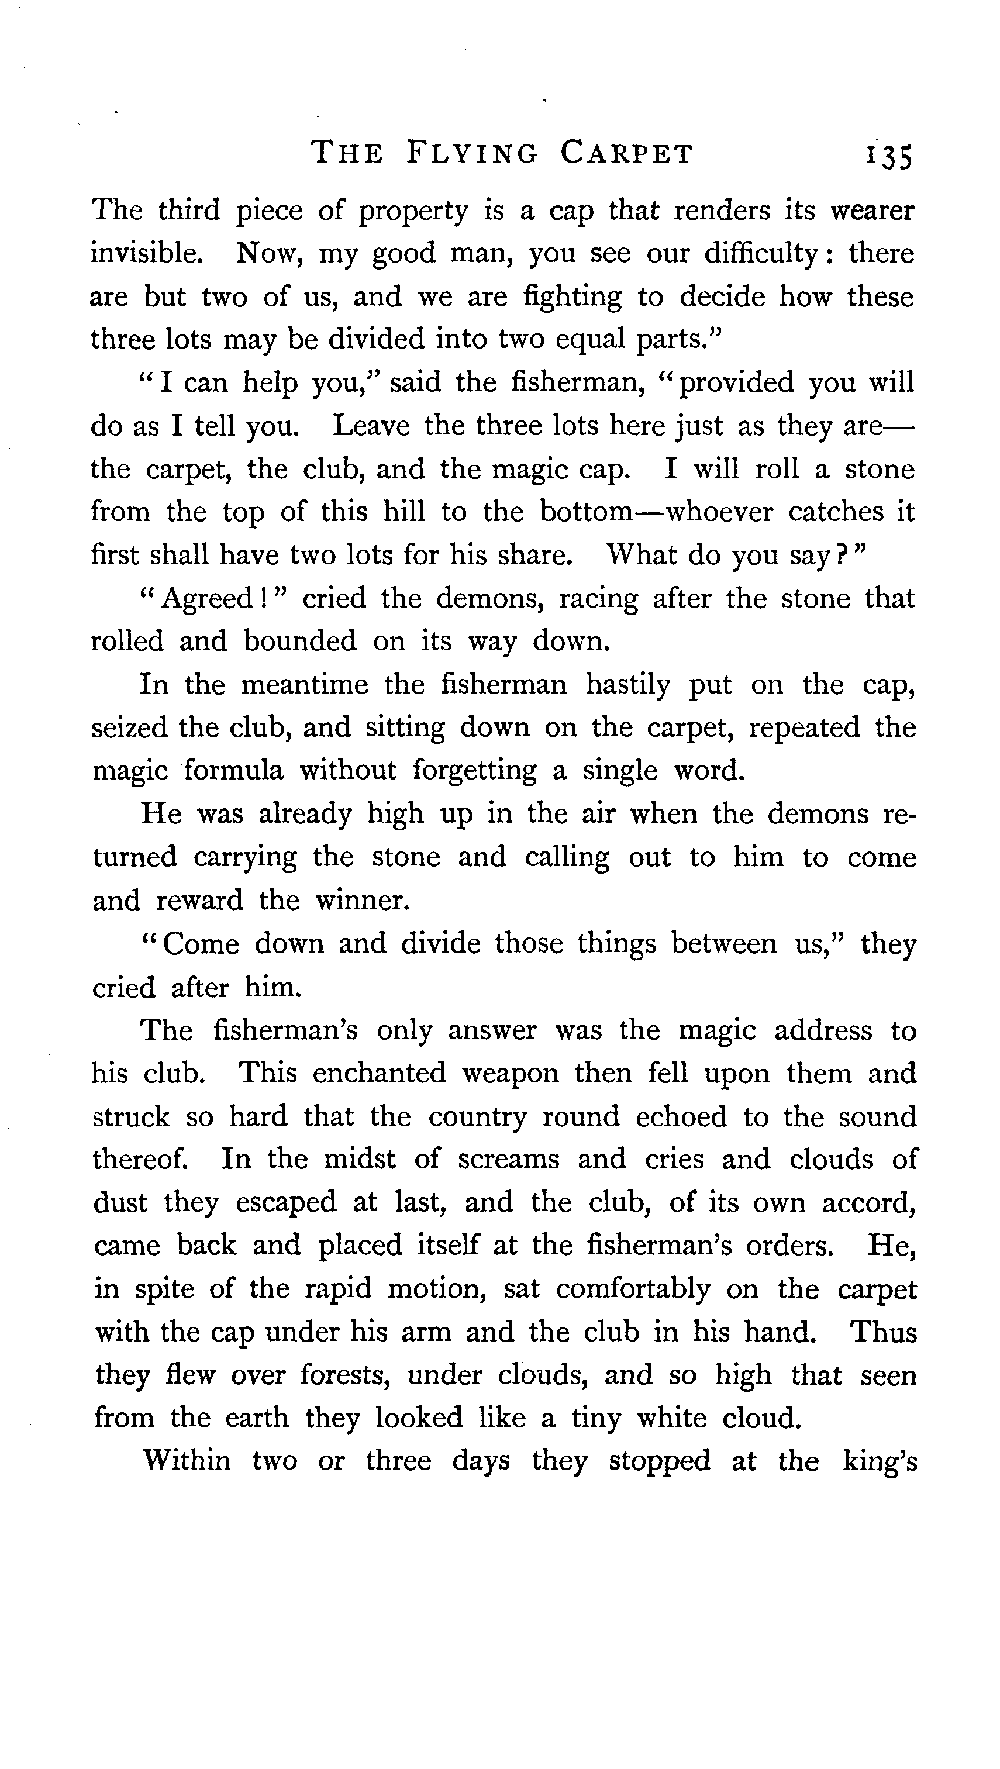 THE FLYING CARPET 135
The third piece of property is a cap that renders its wearer
invisible. Now, my good man, you see our difficulty: there
are but two of us, and we are fighting to decide how these
three lots may be divided into two equal parts.”
“I can help you,” said the fisherman, “provided you will
do as I tell you. Leave the three lots here just as they are—
the carpet, the club, and the magic cap. I will roll a stone
from the top of this hill to the bottom—whoever catches it
first shall have two lots for his share. What do you say?”
“Agreed!” cried the demons, racing after the stone that
rolled and bounded on its way down.
In the meantime the fisherman hastily put on the cap,
seized the club, and sitting down on the carpet, repeated the
magic formula without forgetting a single word.
He was already high up in the air when the demons re-
turned carrying the stone and calling out to him to come
and reward the winner.
“Come down and divide those things between us,” they
cried after him.
The fisherman’s only answer was the magic address to
his club. This enchanted weapon then fell upon them and
struck so hard that the country round echoed to the sound
thereof. In the midst of screams and cries and clouds of
dust they escaped at last, and the club, of its own accord,
came back and placed itself at the fisherman’s orders. He,
in spite of the rapid motion, sat comfortably on the carpet
with the cap under his arm and the club in his hand. Thus
they flew over forests, under clouds, and so high that seen
from the earth they looked like a tiny white cloud.
Within two or three days they stopped at the king’s